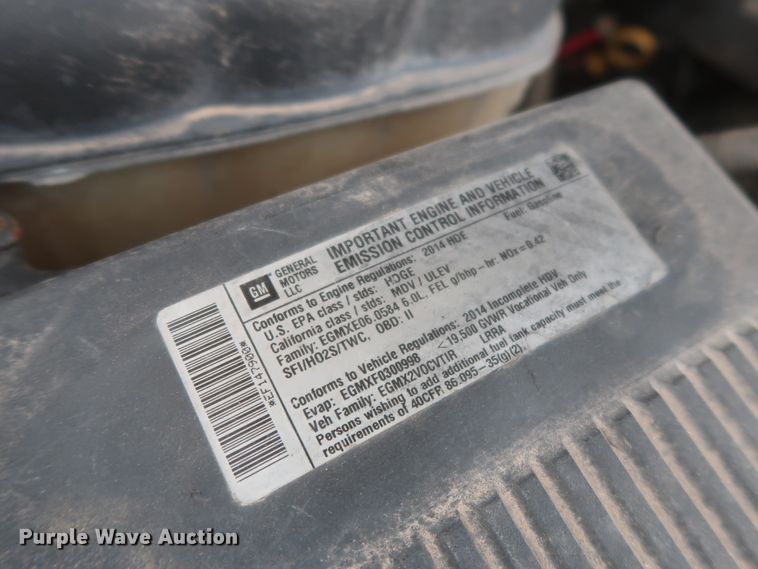 GM
GENERAL
MOTORS
LLC
IMPORTANT ENGINE AND VEHICLE
EMISSION CONTROL INFORMATION
Conforms to Engine Regulations: 2014 HDE Fuel: Gasoline
U.S. EPA class / stds: HDGE
California class / stds: MDV / ULEV
Family: EGMXE06.0584 6.0L, FEL g/bhp-hr: NOx=0.42
SFI/HO2S/TWC, OBD: II
Conforms to Vehicle Regulations: 2014 Incomplete HDV
Evap: EGMXF0300998 <19,500 GVWR Vocational Veh Only
Veh Family: EGMX2VOCVTIR LRRA
Persons wishing to add additional fuel tank capacity must meet the
requirements of 40CFP. 86.095-35(g)(2).
*EF147900*
Purple Wave Auction